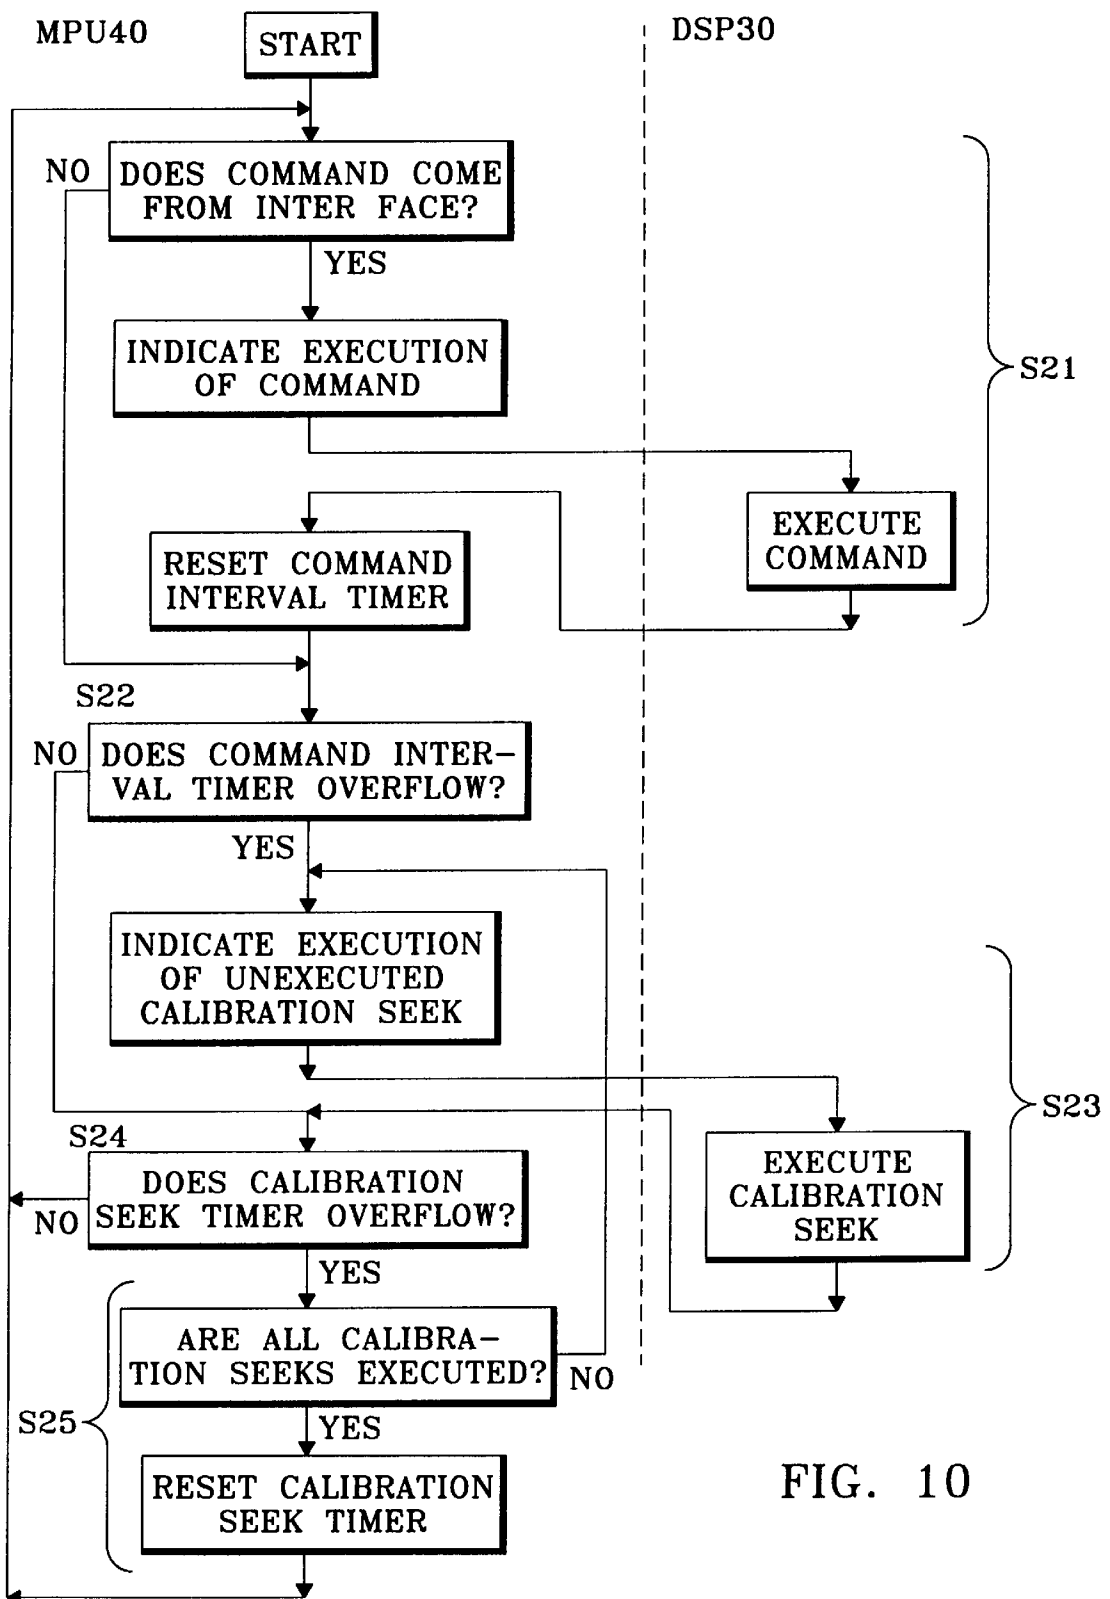 MPU40
DSP30
START
NO
DOES COMMAND COME
FROM INTER FACE?
YES
INDICATE EXECUTION
OF COMMAND
S21
EXECUTE
COMMAND
RESET COMMAND
INTERVAL TIMER
S22
NO
DOES COMMAND INTER-
VAL TIMER OVERFLOW?
YES
INDICATE EXECUTION
OF UNEXECUTED
CALIBRATION SEEK
S23
S24
EXECUTE
CALIBRATION
SEEK
DOES CALIBRATION
SEEK TIMER OVERFLOW?
NO
YES
ARE ALL CALIBRA-
TION SEEKS EXECUTED?
NO
S25
YES
RESET CALIBRATION
SEEK TIMER
FIG. 10